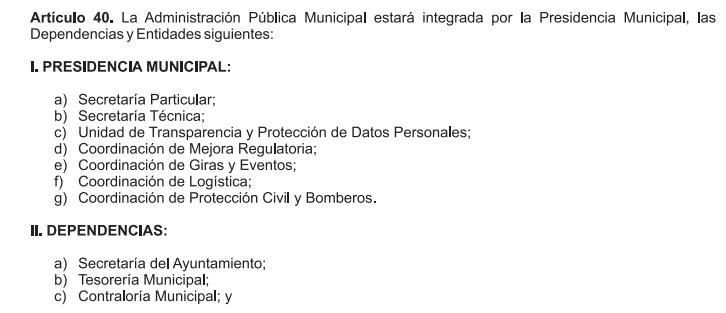 Artículo 40. La Administración Pública Municipal estará integrada por la Presidencia Municipal, las
Dependencias y Entidades siguientes:
I. PRESIDENCIA MUNICIPAL:
a) Secretaría Particular;
b) Secretaría Técnica;
c) Unidad de Transparencia y Protección de Datos Personales;
d) Coordinación de Mejora Regulatoria;
e) Coordinación de Giras y Eventos;
f) Coordinación de Logística;
g) Coordinación de Protección Civil y Bomberos.
II. DEPENDENCIAS:
a) Secretaría del Ayuntamiento;
b) Tesorería Municipal;
c) Contraloría Municipal; y